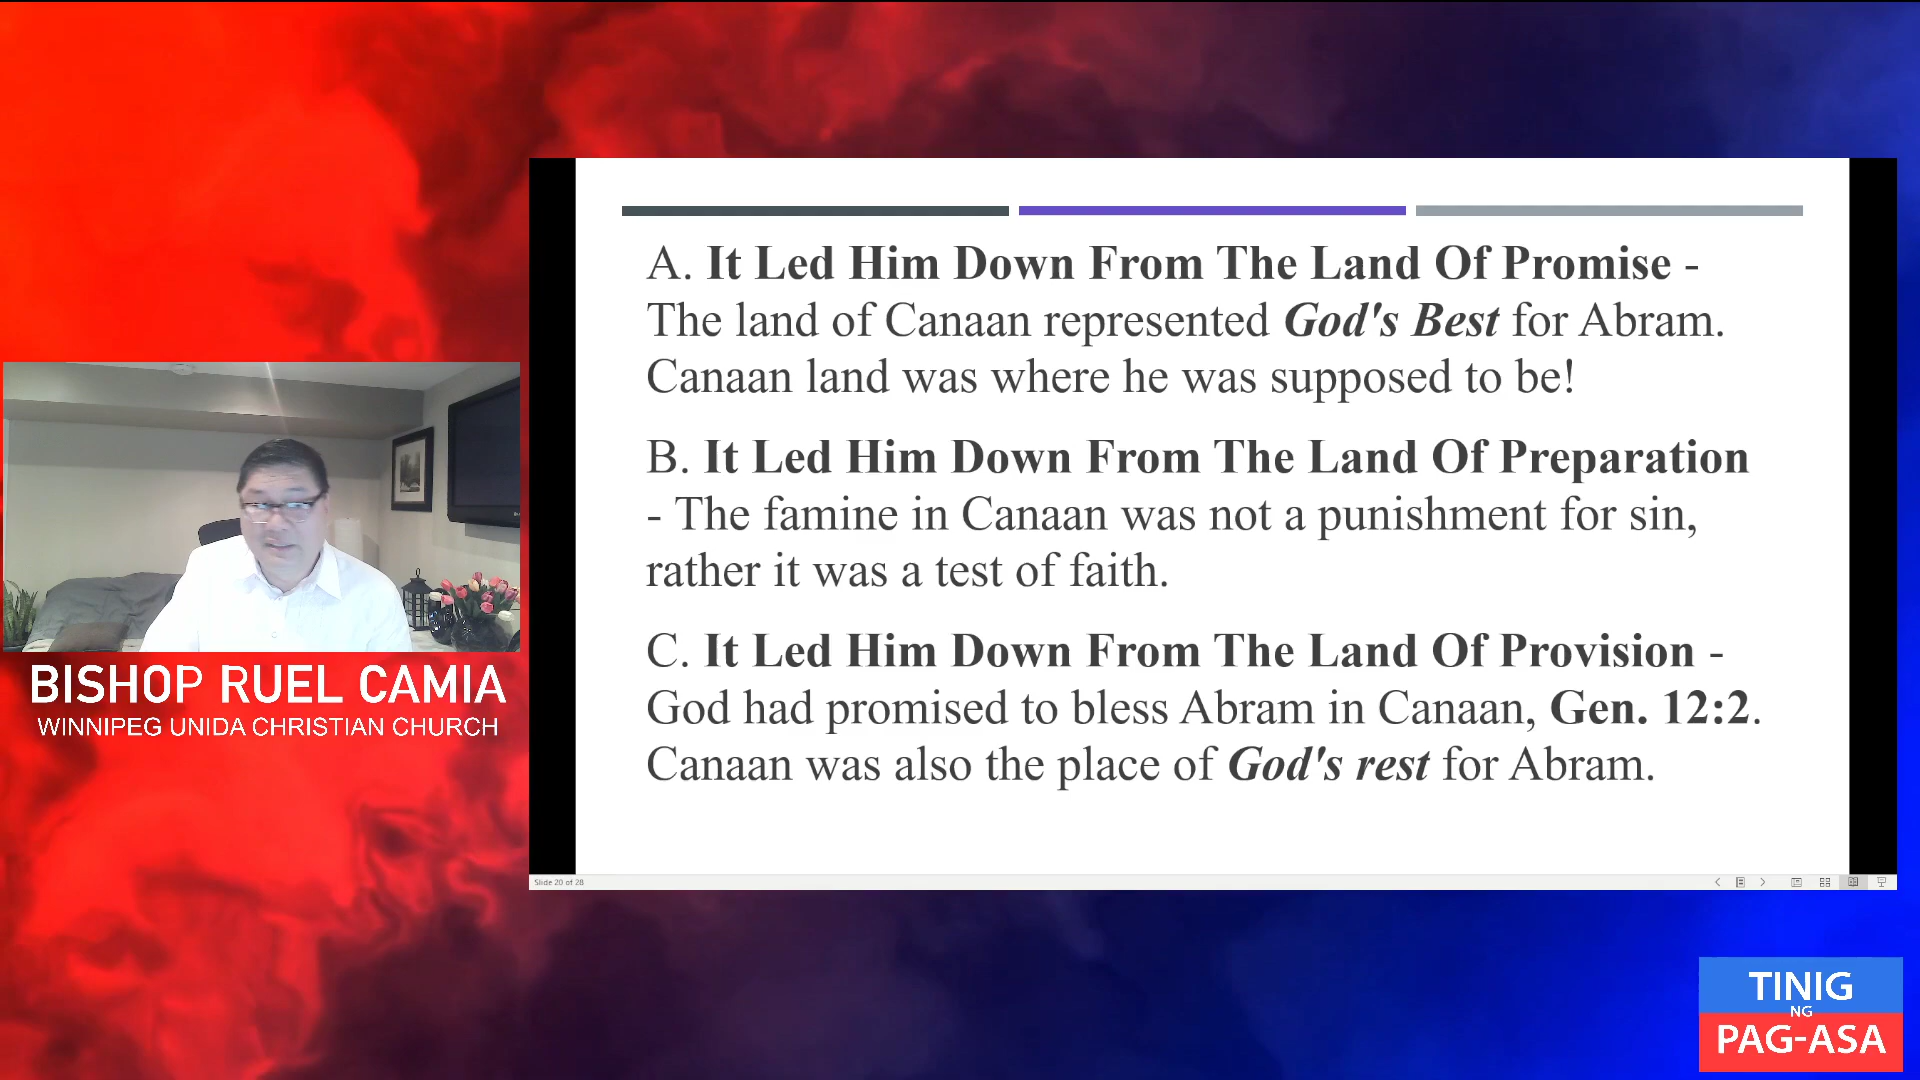 A. It Led Him Down From The Land Of Promise -
The land of Canaan represented God's Best for Abram.
Canaan land was where he was supposed to be!
B. It Led Him Down From The Land Of Preparation
- The famine in Canaan was not a punishment for sin,
rather it was a test of faith.
C. It Led Him Down From The Land Of Provision -
God had promised to bless Abram in Canaan, Gen. 12:2.
Canaan was also the place of God's rest for Abram.
Slide 20 of 28
BISHOP RUEL CAMIA
WINNIPEG UNIDA CHRISTIAN CHURCH
TINIG
NG
PAG-ASA